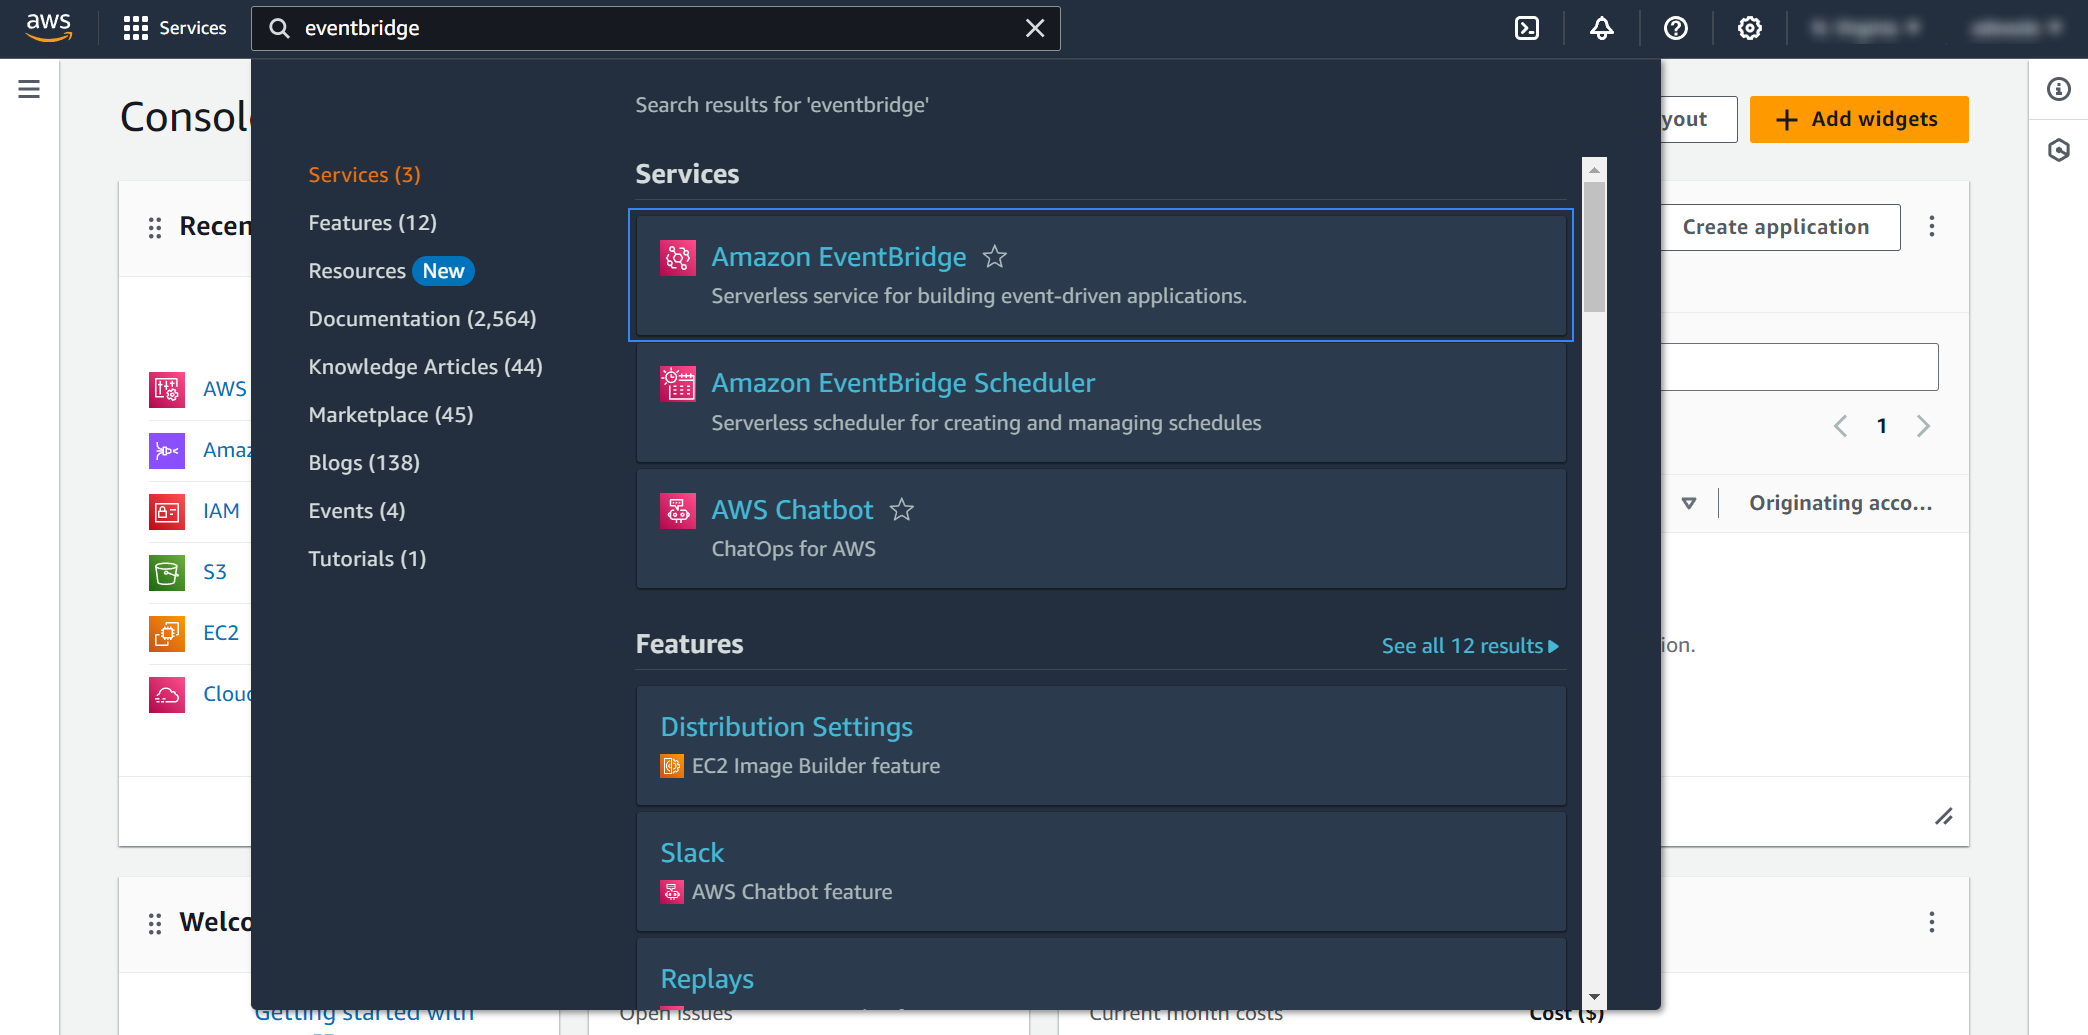 aws
Services
eventbridge
Console
yout
Add widgets
Search results for 'eventbridge'
Services (3)
Features (12)
Resources New
Documentation (2,564)
Knowledge Articles (44)
Marketplace (45)
Blogs (138)
Events (4)
Tutorials (1)
Services
Amazon EventBridge
Serverless service for building event-driven applications.
Amazon EventBridge Scheduler
Serverless scheduler for creating and managing schedules
AWS Chatbot
ChatOps for AWS
Features
See all 12 results
Distribution Settings
EC2 Image Builder feature
Slack
AWS Chatbot feature
Replays
Recen
AWS
Amaz
IAM
S3
EC2
Cloud
Create application
1
Originating acco...
ion.
Welco
Getting started with
Open issues
Current month costs
Cost ($)